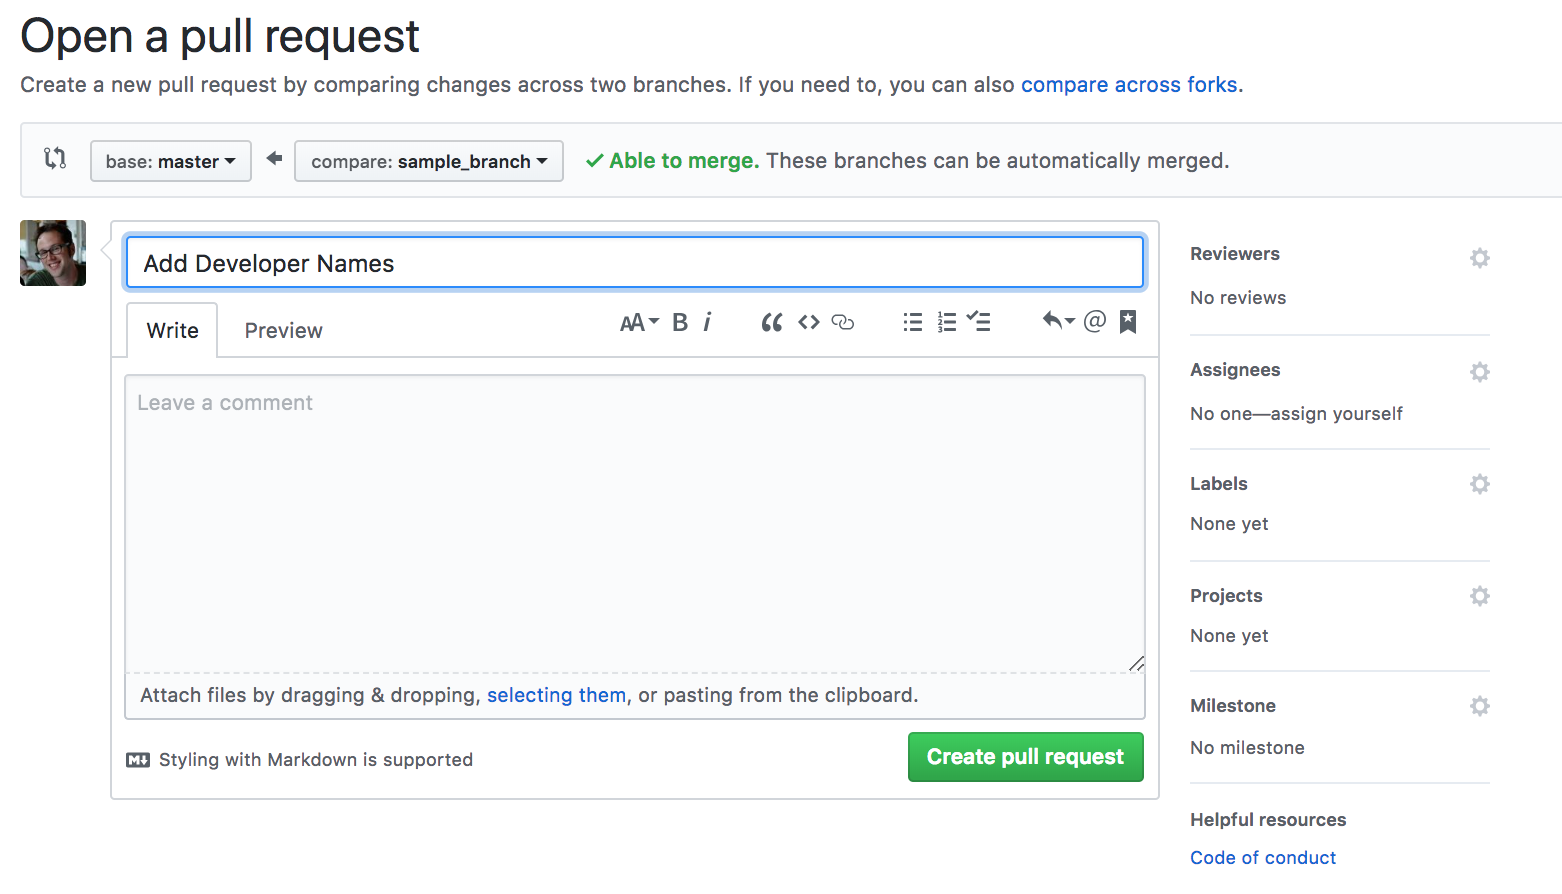 Open a pull request
Create a new pull request by comparing changes across two branches. If you need to, you can also compare across forks.
base: master
compare: sample_branch
Able to merge. These branches can be automatically merged.
Add Developer Names
Write
Preview
AA B i
@
Leave a comment
Attach files by dragging & dropping, selecting them, or pasting from the clipboard.
M Styling with Markdown is supported
Create pull request
Reviewers
No reviews
Assignees
No one—assign yourself
Labels
None yet
Projects
None yet
Milestone
No milestone
Helpful resources
Code of conduct